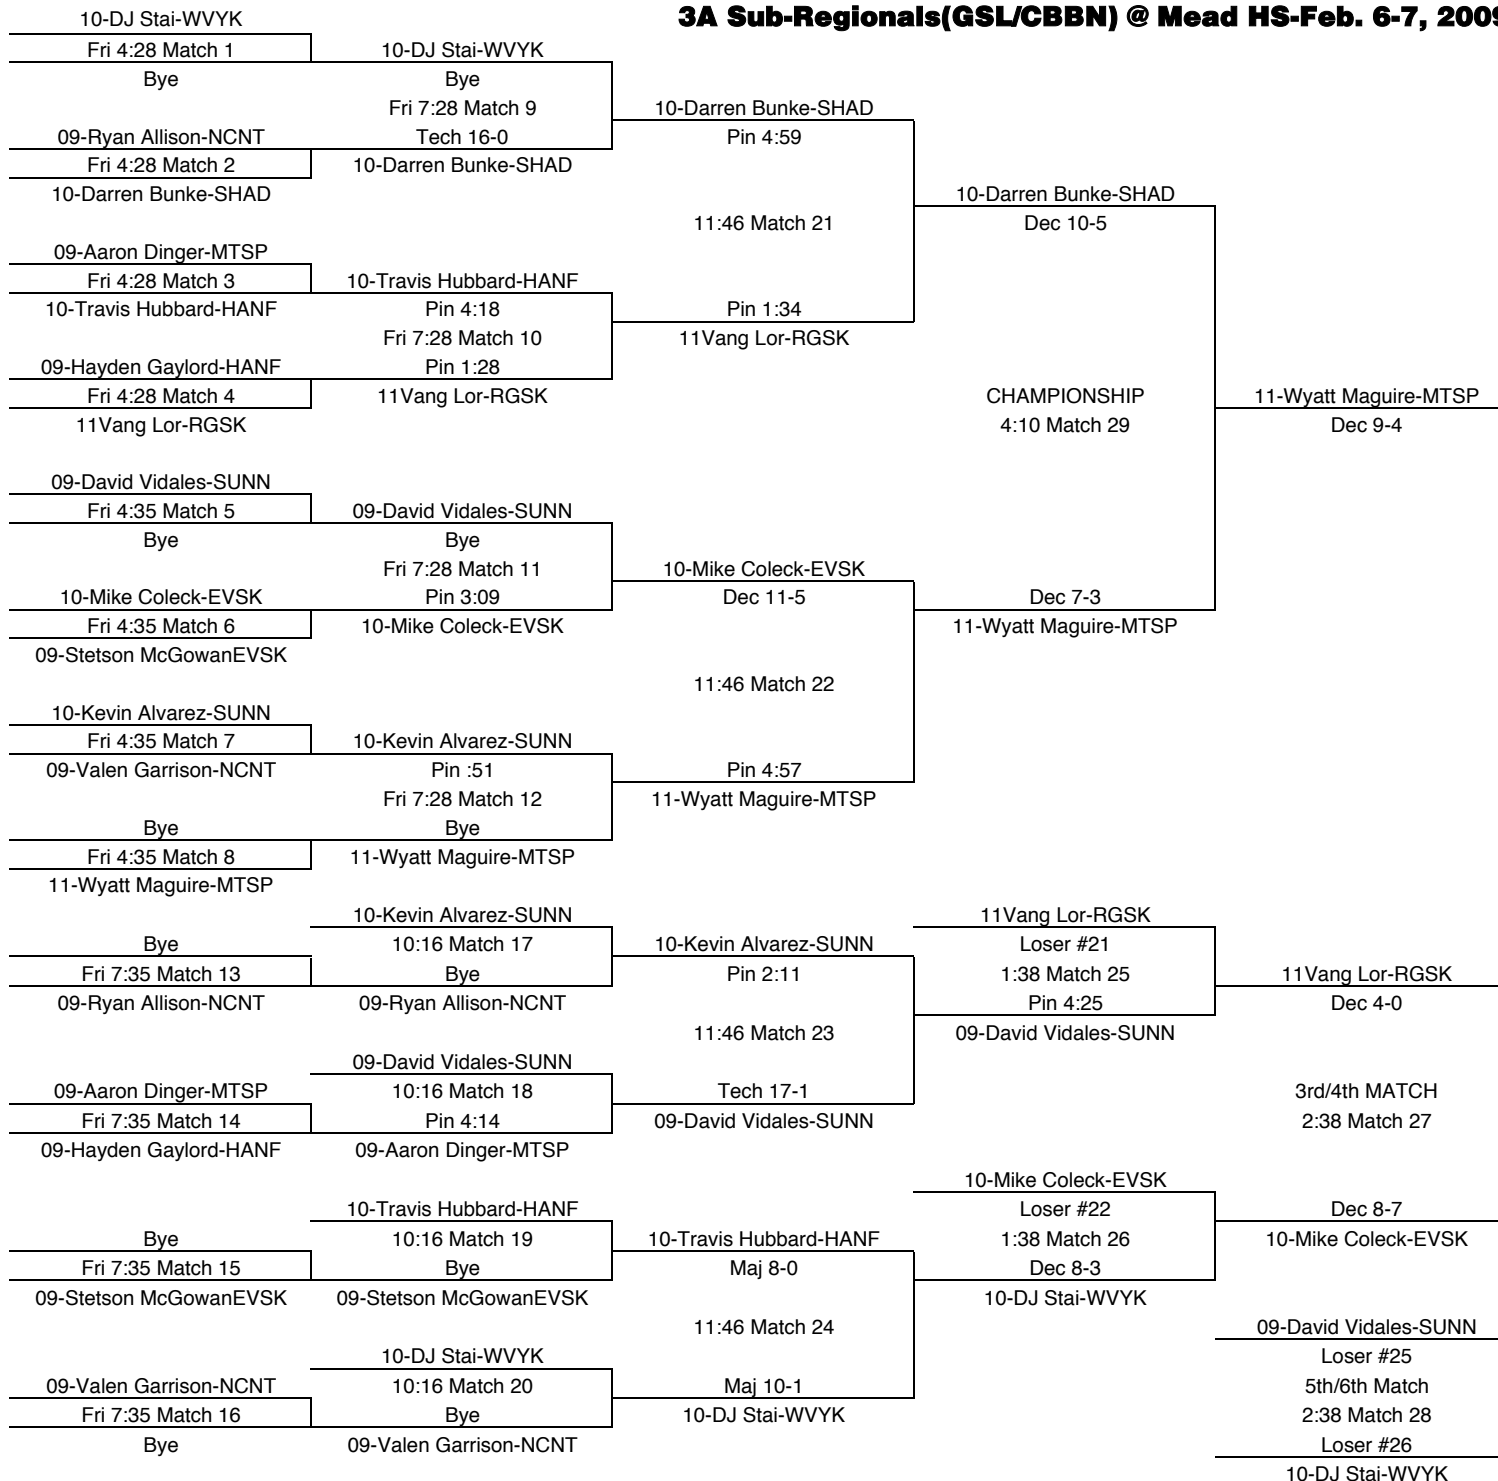 3A Sub-Regionals(GSL/CBBN) @ Mead HS-Feb. 6-7, 2009
10-DJ Stai-WVYK
Fri 4:28 Match 1
Bye
09-Ryan Allison-NCNT
Fri 4:28 Match 2
10-Darren Bunke-SHAD
09-Aaron Dinger-MTSP
Fri 4:28 Match 3
10-Travis Hubbard-HANF
09-Hayden Gaylord-HANF
Fri 4:28 Match 4
11Vang Lor-RGSK
09-David Vidales-SUNN
Fri 4:35 Match 5
Bye
10-Mike Coleck-EVSK
Fri 4:35 Match 6
09-Stetson McGowanEVSK
10-Kevin Alvarez-SUNN
Fri 4:35 Match 7
09-Valen Garrison-NCNT
Bye
Fri 4:35 Match 8
11-Wyatt Maguire-MTSP
10-DJ Stai-WVYK
Bye
Fri 7:28 Match 9
Tech 16-0
10-Darren Bunke-SHAD
10-Travis Hubbard-HANF
Pin 4:18
Fri 7:28 Match 10
Pin 1:28
11Vang Lor-RGSK
09-David Vidales-SUNN
Bye
Fri 7:28 Match 11
Pin 3:09
10-Mike Coleck-EVSK
10-Kevin Alvarez-SUNN
Pin :51
Fri 7:28 Match 12
Bye
11-Wyatt Maguire-MTSP
10-Darren Bunke-SHAD
Pin 4:59
11:46 Match 21
Pin 1:34
11Vang Lor-RGSK
10-Mike Coleck-EVSK
Dec 11-5
11:46 Match 22
Pin 4:57
11-Wyatt Maguire-MTSP
10-Darren Bunke-SHAD
Dec 10-5
CHAMPIONSHIP
4:10 Match 29
Dec 7-3
11-Wyatt Maguire-MTSP
11-Wyatt Maguire-MTSP
Dec 9-4
Bye
Fri 7:35 Match 13
09-Ryan Allison-NCNT
09-Aaron Dinger-MTSP
Fri 7:35 Match 14
09-Hayden Gaylord-HANF
Bye
Fri 7:35 Match 15
09-Stetson McGowanEVSK
09-Valen Garrison-NCNT
Fri 7:35 Match 16
Bye
10-Kevin Alvarez-SUNN
10:16 Match 17
Bye
09-Ryan Allison-NCNT
09-David Vidales-SUNN
10:16 Match 18
Pin 4:14
09-Aaron Dinger-MTSP
10-Travis Hubbard-HANF
10:16 Match 19
Bye
09-Stetson McGowanEVSK
10-DJ Stai-WVYK
10:16 Match 20
Bye
09-Valen Garrison-NCNT
10-Kevin Alvarez-SUNN
Pin 2:11
11:46 Match 23
Tech 17-1
09-David Vidales-SUNN
10-Travis Hubbard-HANF
Maj 8-0
11:46 Match 24
Maj 10-1
10-DJ Stai-WVYK
11Vang Lor-RGSK
Loser #21
1:38 Match 25
Pin 4:25
09-David Vidales-SUNN
10-Mike Coleck-EVSK
Loser #22
1:38 Match 26
Dec 8-3
10-DJ Stai-WVYK
11Vang Lor-RGSK
Dec 4-0
3rd/4th MATCH
2:38 Match 27
Dec 8-7
10-Mike Coleck-EVSK
09-David Vidales-SUNN
Loser #25
5th/6th Match
2:38 Match 28
Loser #26
10-DJ Stai-WVYK